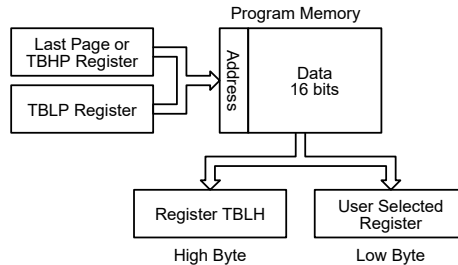 Program Memory
Last Page or
TBHP Register
TBLP Register
Address
Data
16 bits
Register TBLH
User Selected
Register
High Byte
Low Byte